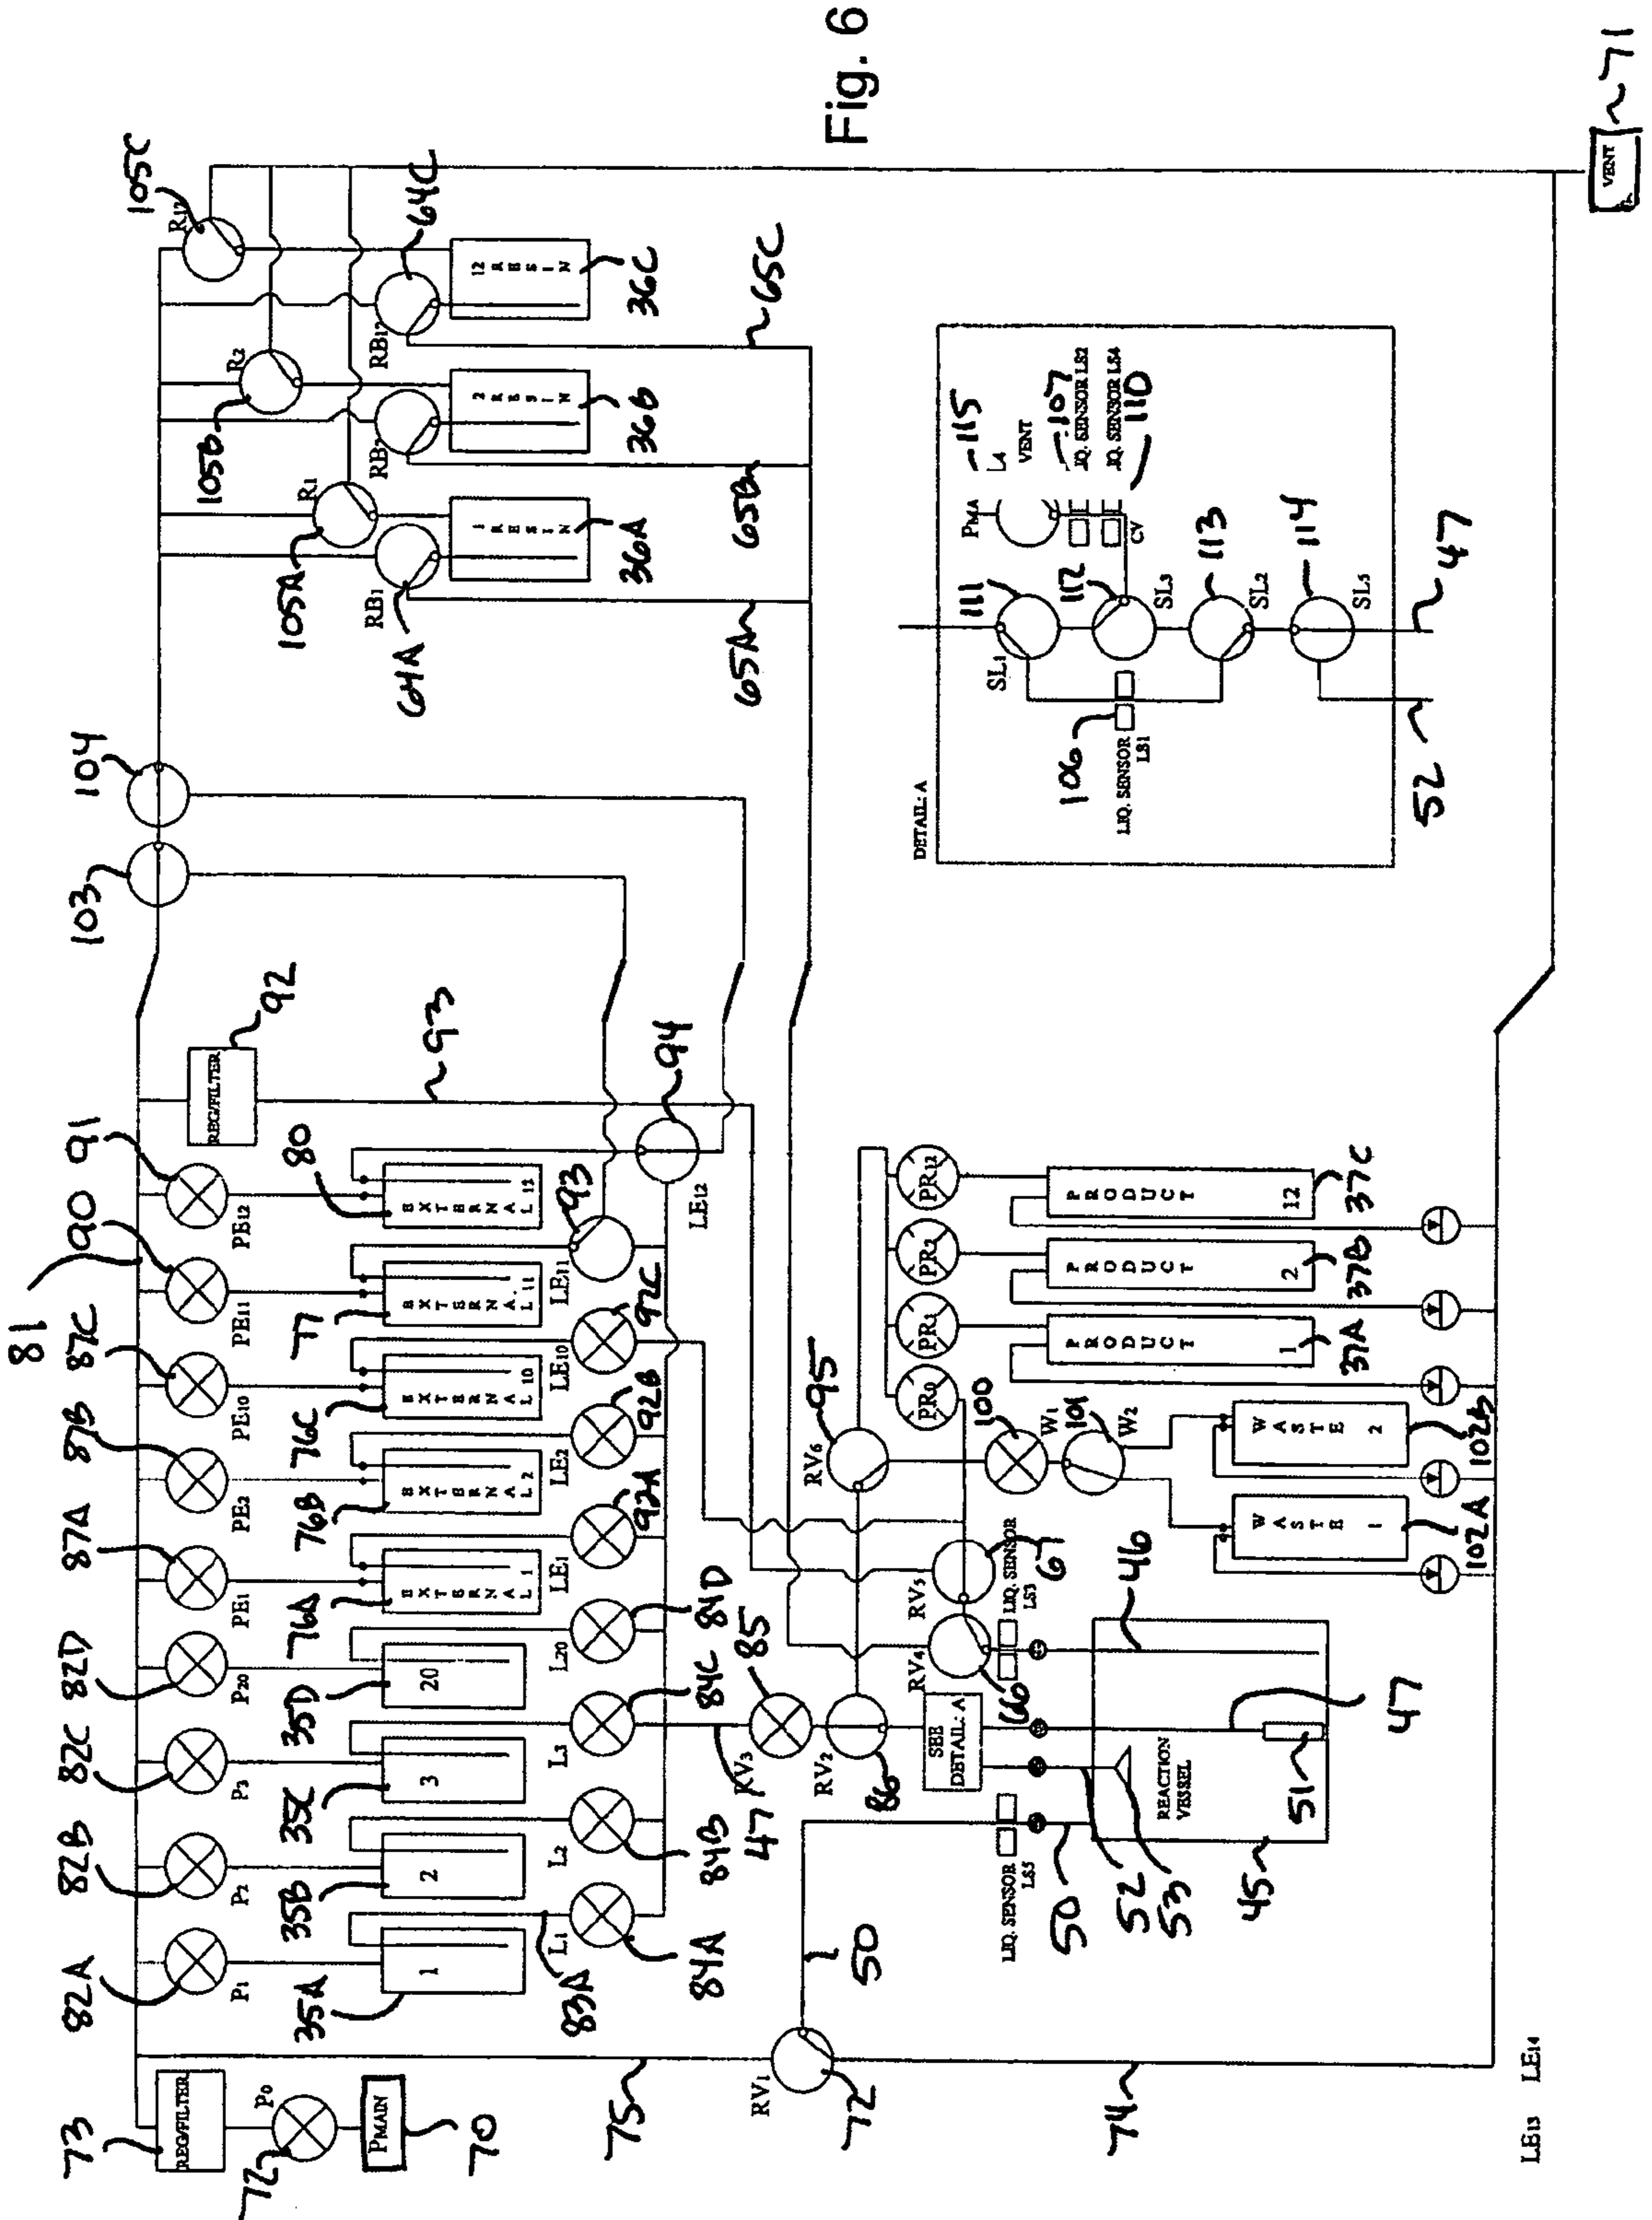 81
82A
82B
82C
82D
87A
87B
87C
90
91
92
103
104
105C
73
REG/FILTER
P0
72
PMAIN
70
P1
P2
P3
P20
PE1
PE2
PE10
PE11
PE12
REG/FILTER
93
105B
R12
R2
R1
105A
35A
1
35B
2
35C
3
35D
20
76A
EXTERNAL 1
76B
EXTERNAL 2
76C
EXTERNAL 10
77
EXTERNAL 11
80
EXTERNAL 12
83A
L1
L2
L3
L20
LE1
LE2
LE10
LE11
LE12
84A
84B
84C
84D
92A
92B
92C
93
94
RB1
RB12
64A
64C
1 RESIN
2 RESIN
12 RESIN
36A
36B
36C
65A
65B
65C
75
RV1
72
50
47
RV3
85
RV2
86
RV6
95
SEE
DETAIL: A
RV4
66
RV5
67
LIQ. SENSOR
LS3
LIQ. SENSOR
LS5
50
52
53
REACTION
VESSEL
45
51
47
46
PR0
PR1
PR2
PR12
100
W1
101
W2
PRODUCT 1
PRODUCT 2
PRODUCT 12
37A
37B
37C
WASTE 1
WASTE 2
102A
102B
74
LE13
LE14
DETAIL: A
SL1
111
112
SL3
113
SL2
114
SL5
106
LIQ. SENSOR
LS1
PMA
115
L4
VENT
107
IQ. SENSOR LS2
IQ. SENSOR LS4
110
CV
52
47
VENT
71
Fig. 6